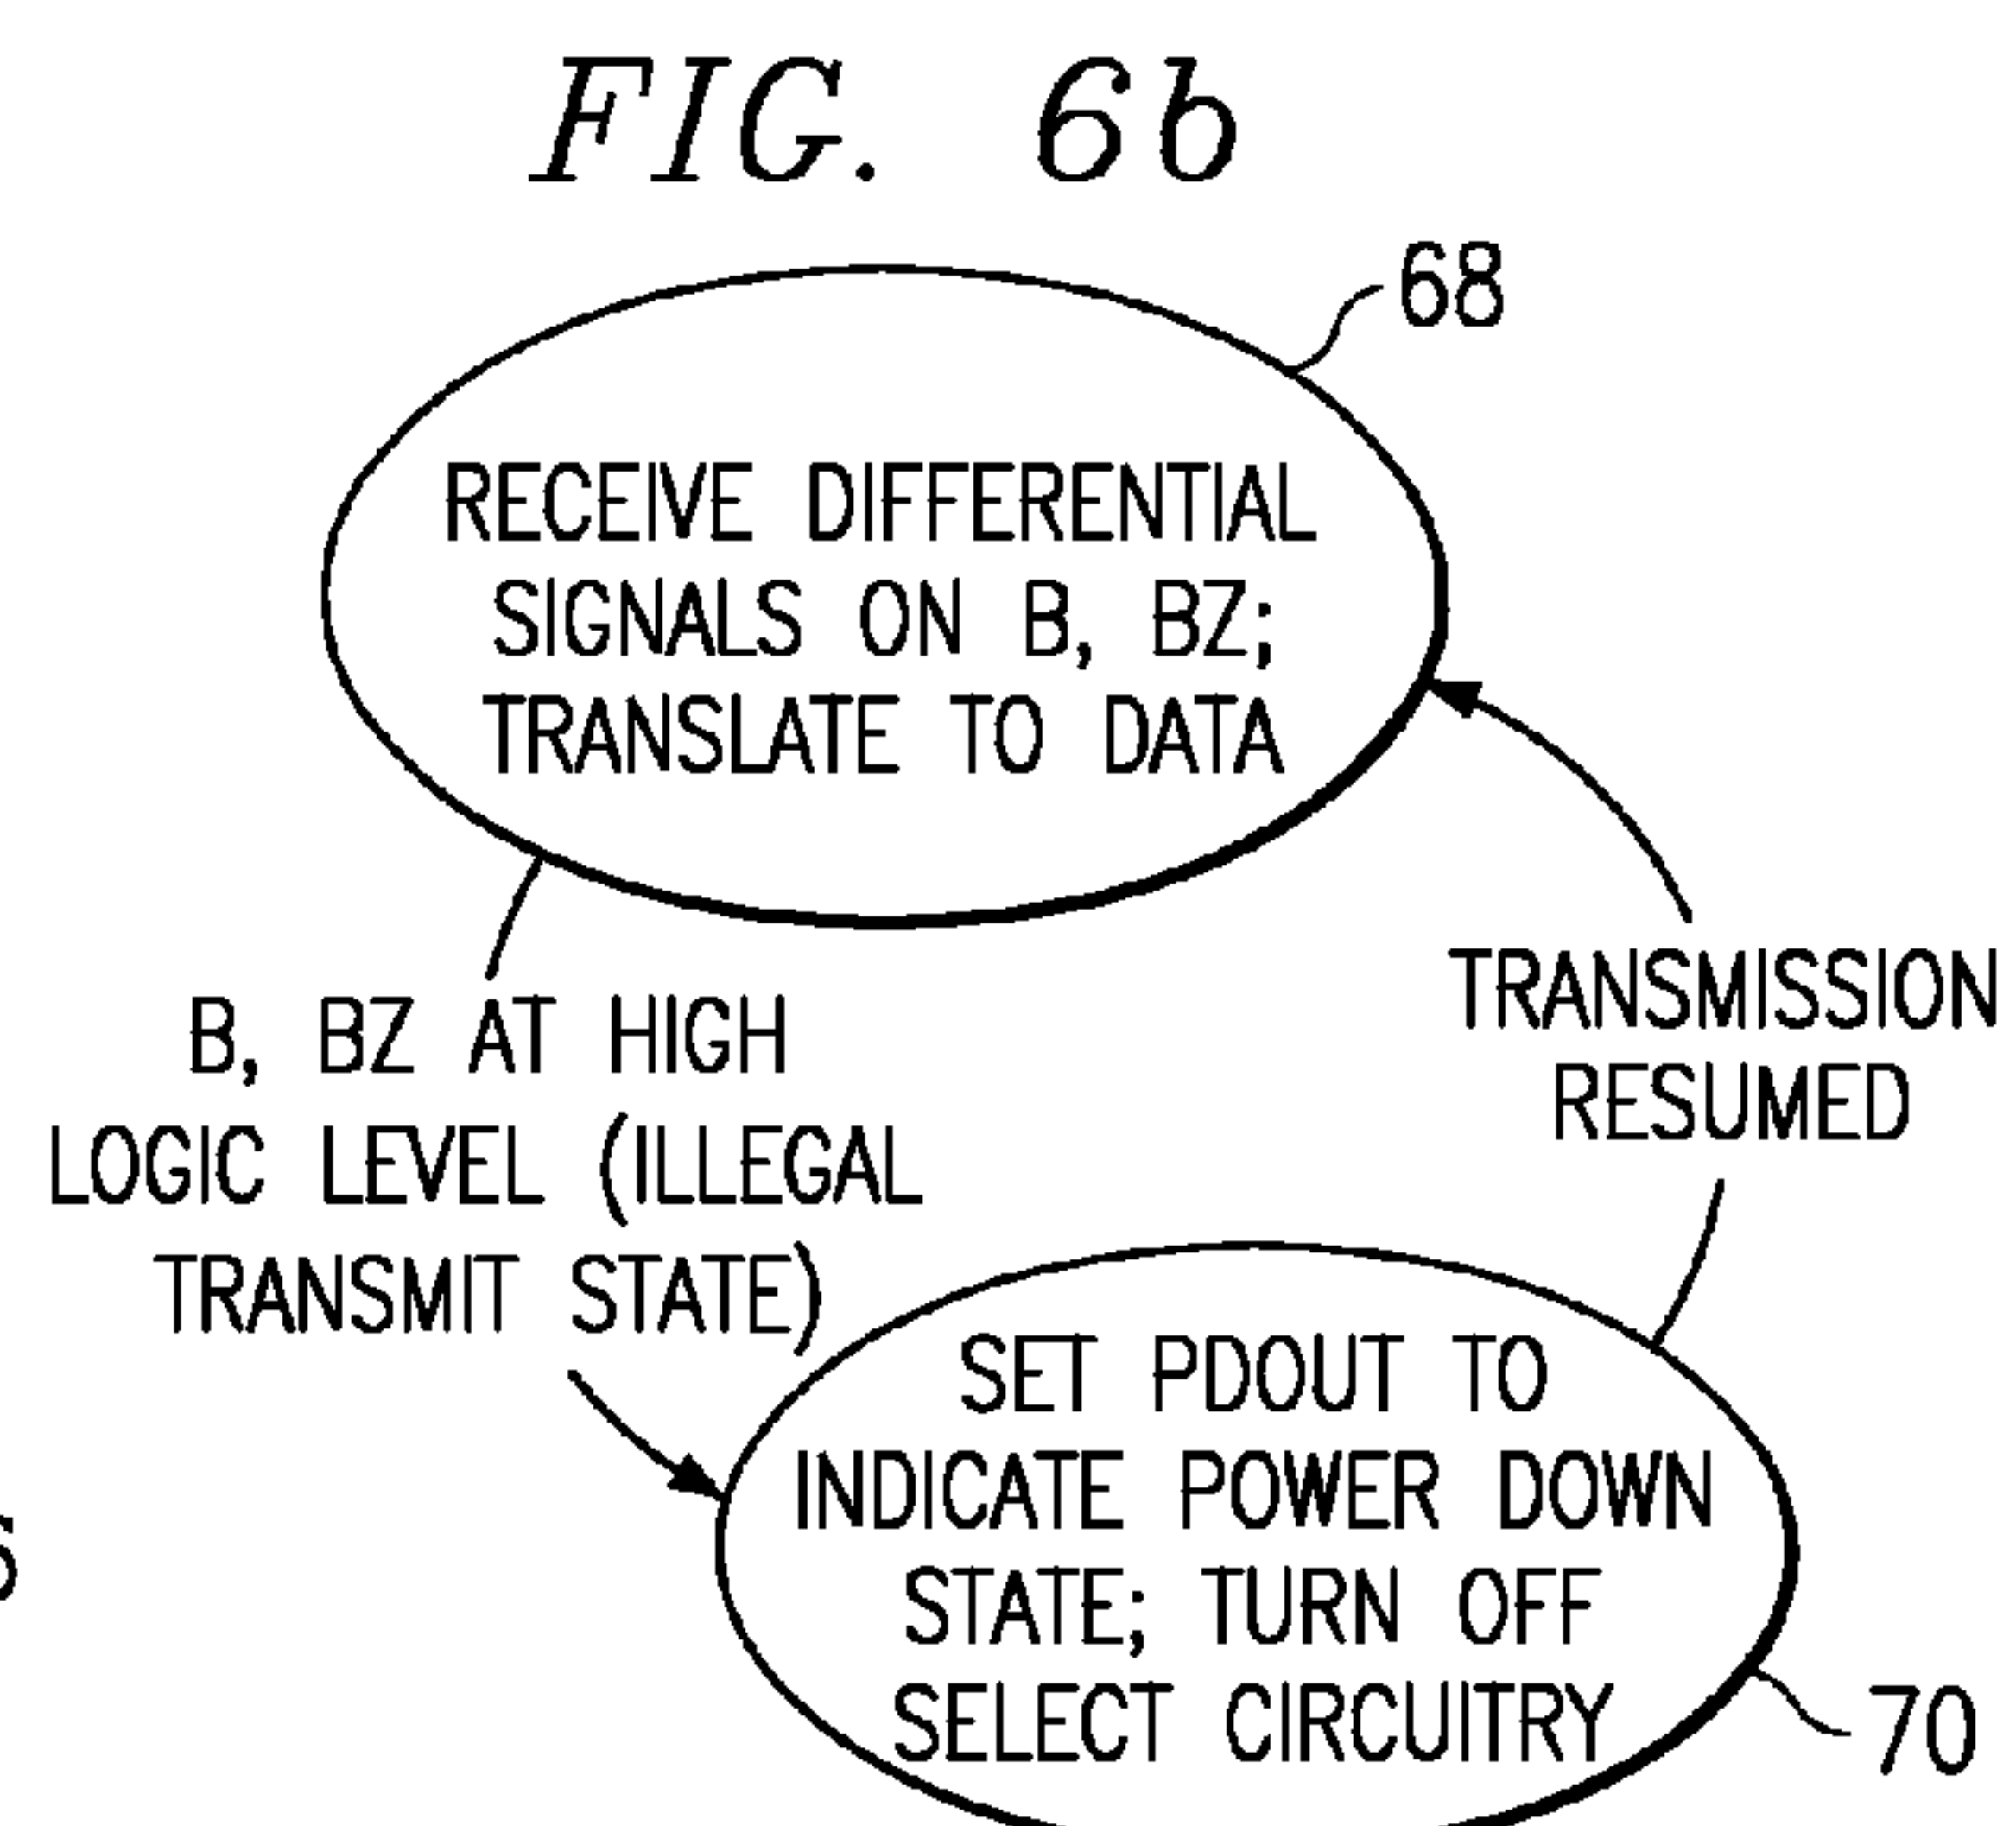 FIG. 6b
68
RECEIVE DIFFERENTIAL
SIGNALS ON B, BZ;
TRANSLATE TO DATA
B, BZ AT HIGH
LOGIC LEVEL (ILLEGAL
TRANSMIT STATE)
TRANSMISSION
RESUMED
SET PDOUT TO
INDICATE POWER DOWN
STATE; TURN OFF
SELECT CIRCUITRY
70